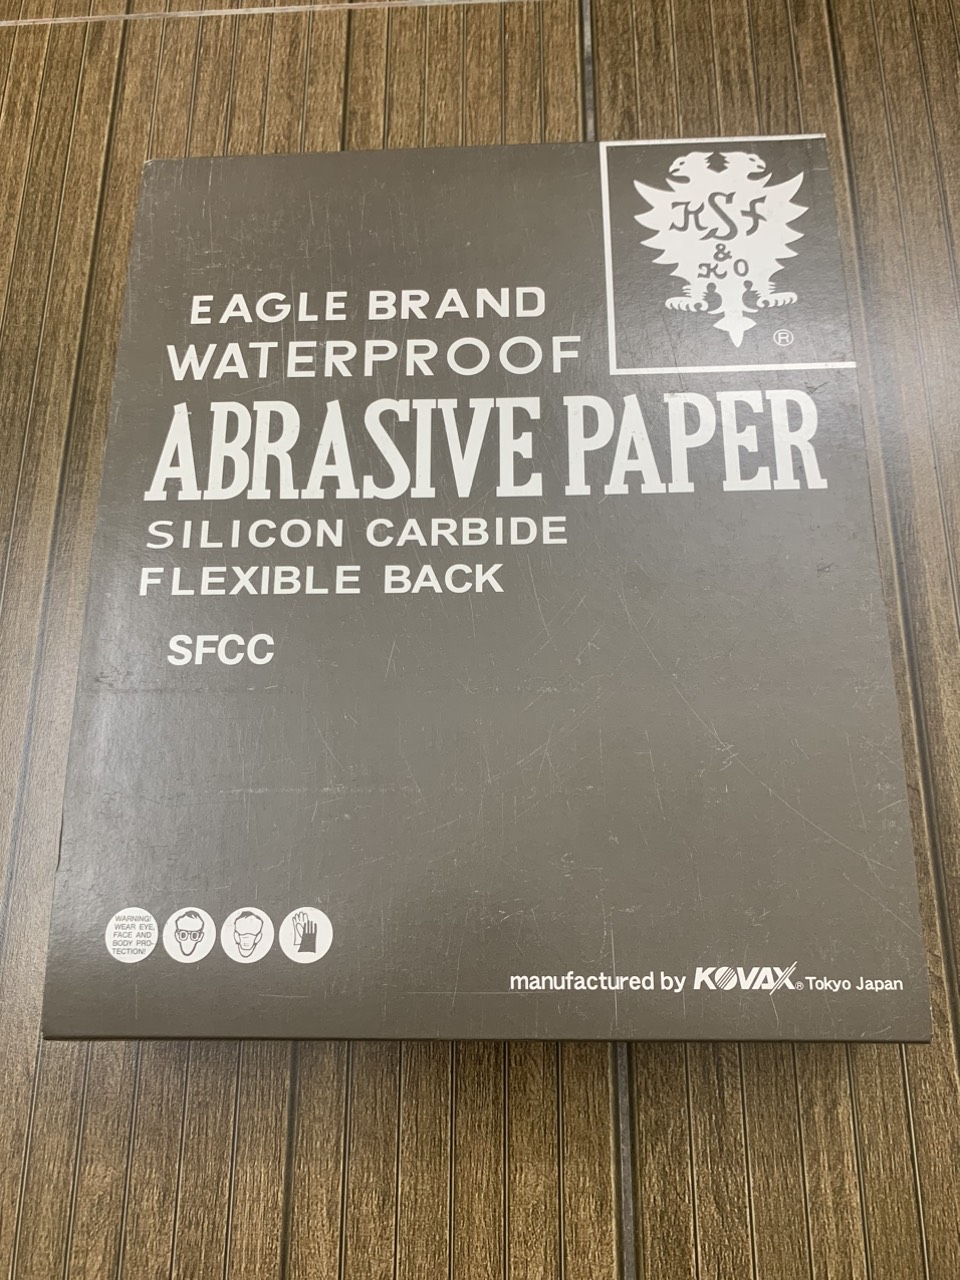 KSf
&
KO
®
EAGLE BRAND
WATERPROOF
ABRASIVE PAPER
SILICON CARBIDE
FLEXIBLE BACK
SFCC
WARNING!
WEAR EYE,
FACE AND
BODY PRO-
TECTION!
manufactured by KOVAX® Tokyo Japan